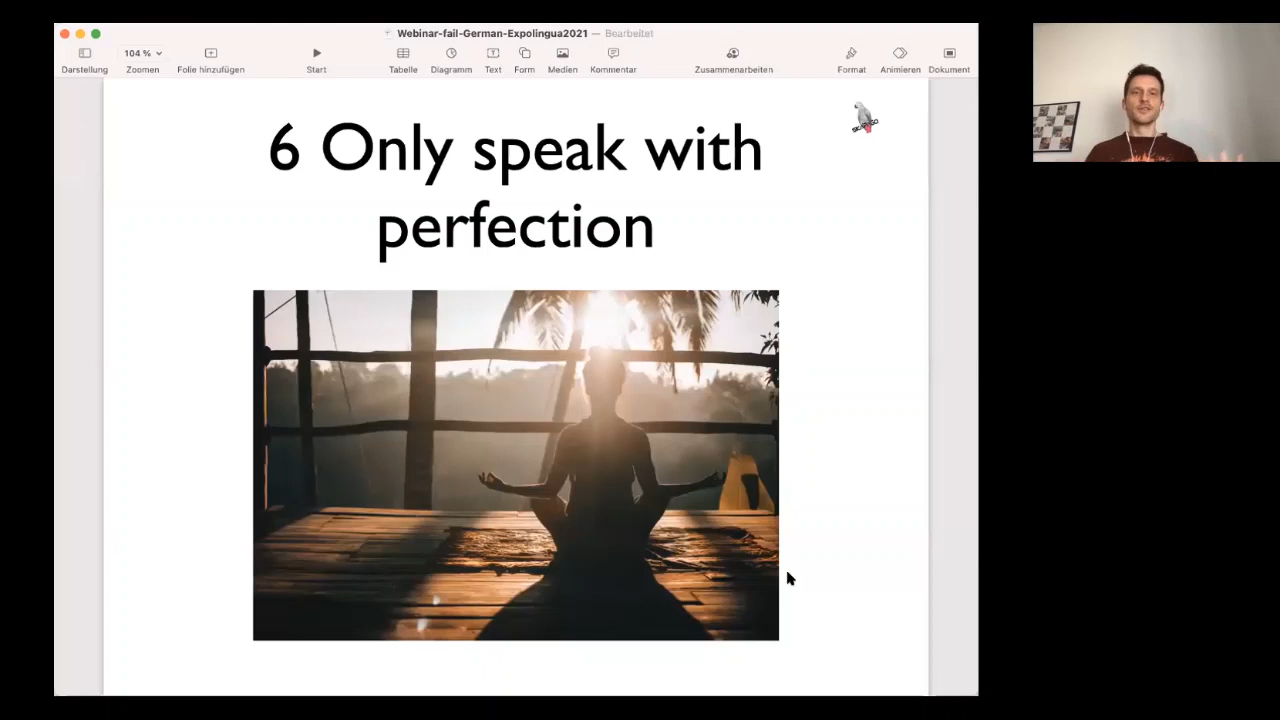 Webinar-fail-German-Expolingua2021 — Bearbeitet
104 %
Darstellung
Zoomen
Folie hinzufügen
Start
Tabelle
Diagramm
Text
Form
Medien
Kommentar
Zusammenarbeiten
Format
Animieren
Dokument
6 Only speak with
perfection